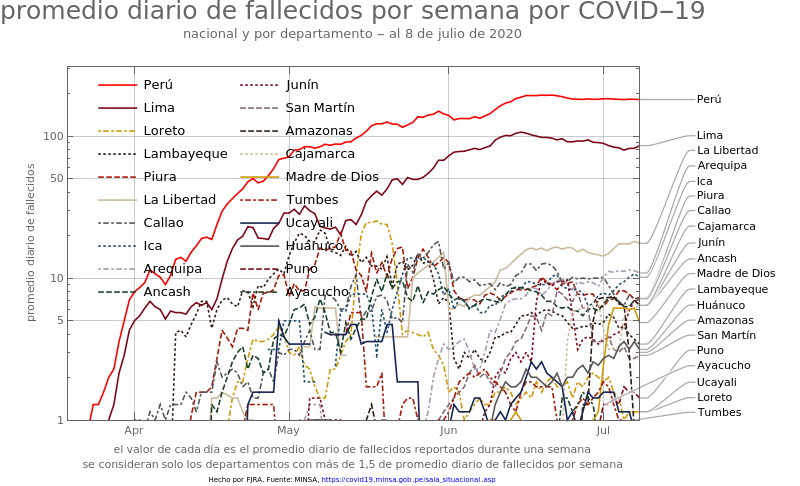 promedio diario de fallecidos por semana por COVID−19
nacional y por departamento − al 8 de julio de 2020
promedio diario de fallecidos
100
50
10
5
1
Apr
May
Jun
Jul
Perú
Lima
Loreto
Lambayeque
Piura
La Libertad
Callao
Ica
Arequipa
Ancash
Junín
San Martín
Amazonas
Cajamarca
Madre de Dios
Tumbes
Ucayali
Huánuco
Puno
Ayacucho
Perú
Lima
La Libertad
Arequipa
Ica
Piura
Callao
Cajamarca
Junín
Ancash
Madre de Dios
Lambayeque
Huánuco
Amazonas
San Martín
Puno
Ayacucho
Ucayali
Loreto
Tumbes
el valor de cada día es el promedio diario de fallecidos reportados durante una semana
se consideran solo los departamentos con más de 1,5 de promedio diario de fallecidos por semana
Hecho por FJRA. Fuente: MINSA, https://covid19.minsa.gob.pe/sala_situacional.asp